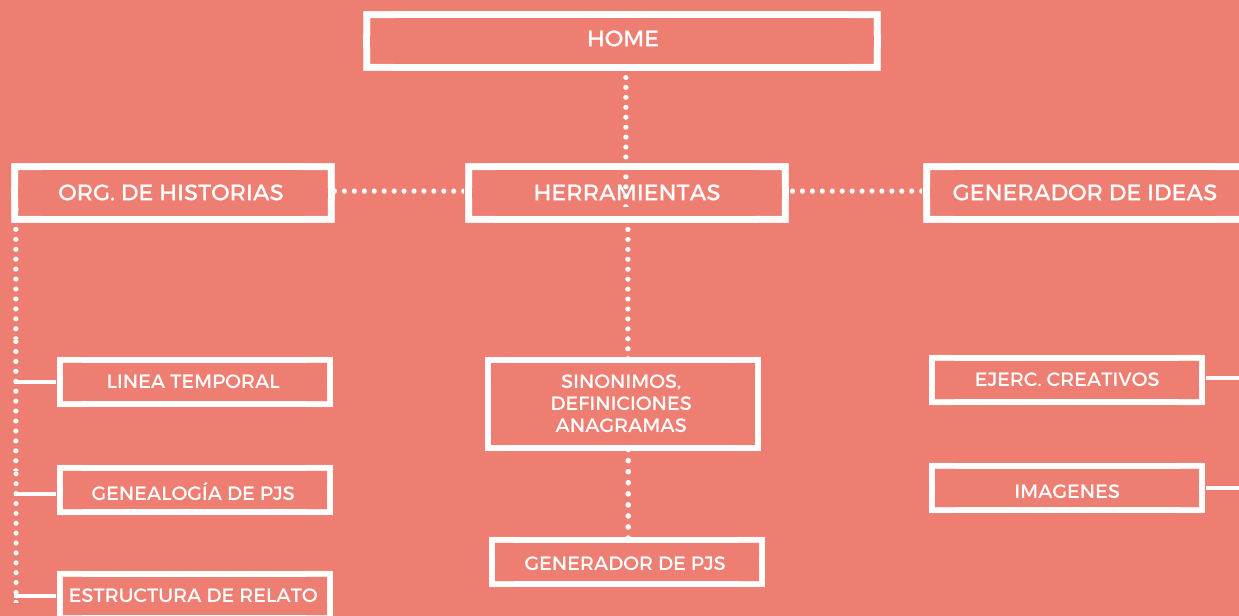 HOME
ORG. DE HISTORIAS
HERRAMIENTAS
GENERADOR DE IDEAS
LINEA TEMPORAL
GENEALOGÍA DE PJS
ESTRUCTURA DE RELATO
SINONIMOS,
DEFINICIONES
ANAGRAMAS
GENERADOR DE PJS
EJERC. CREATIVOS
IMAGENES